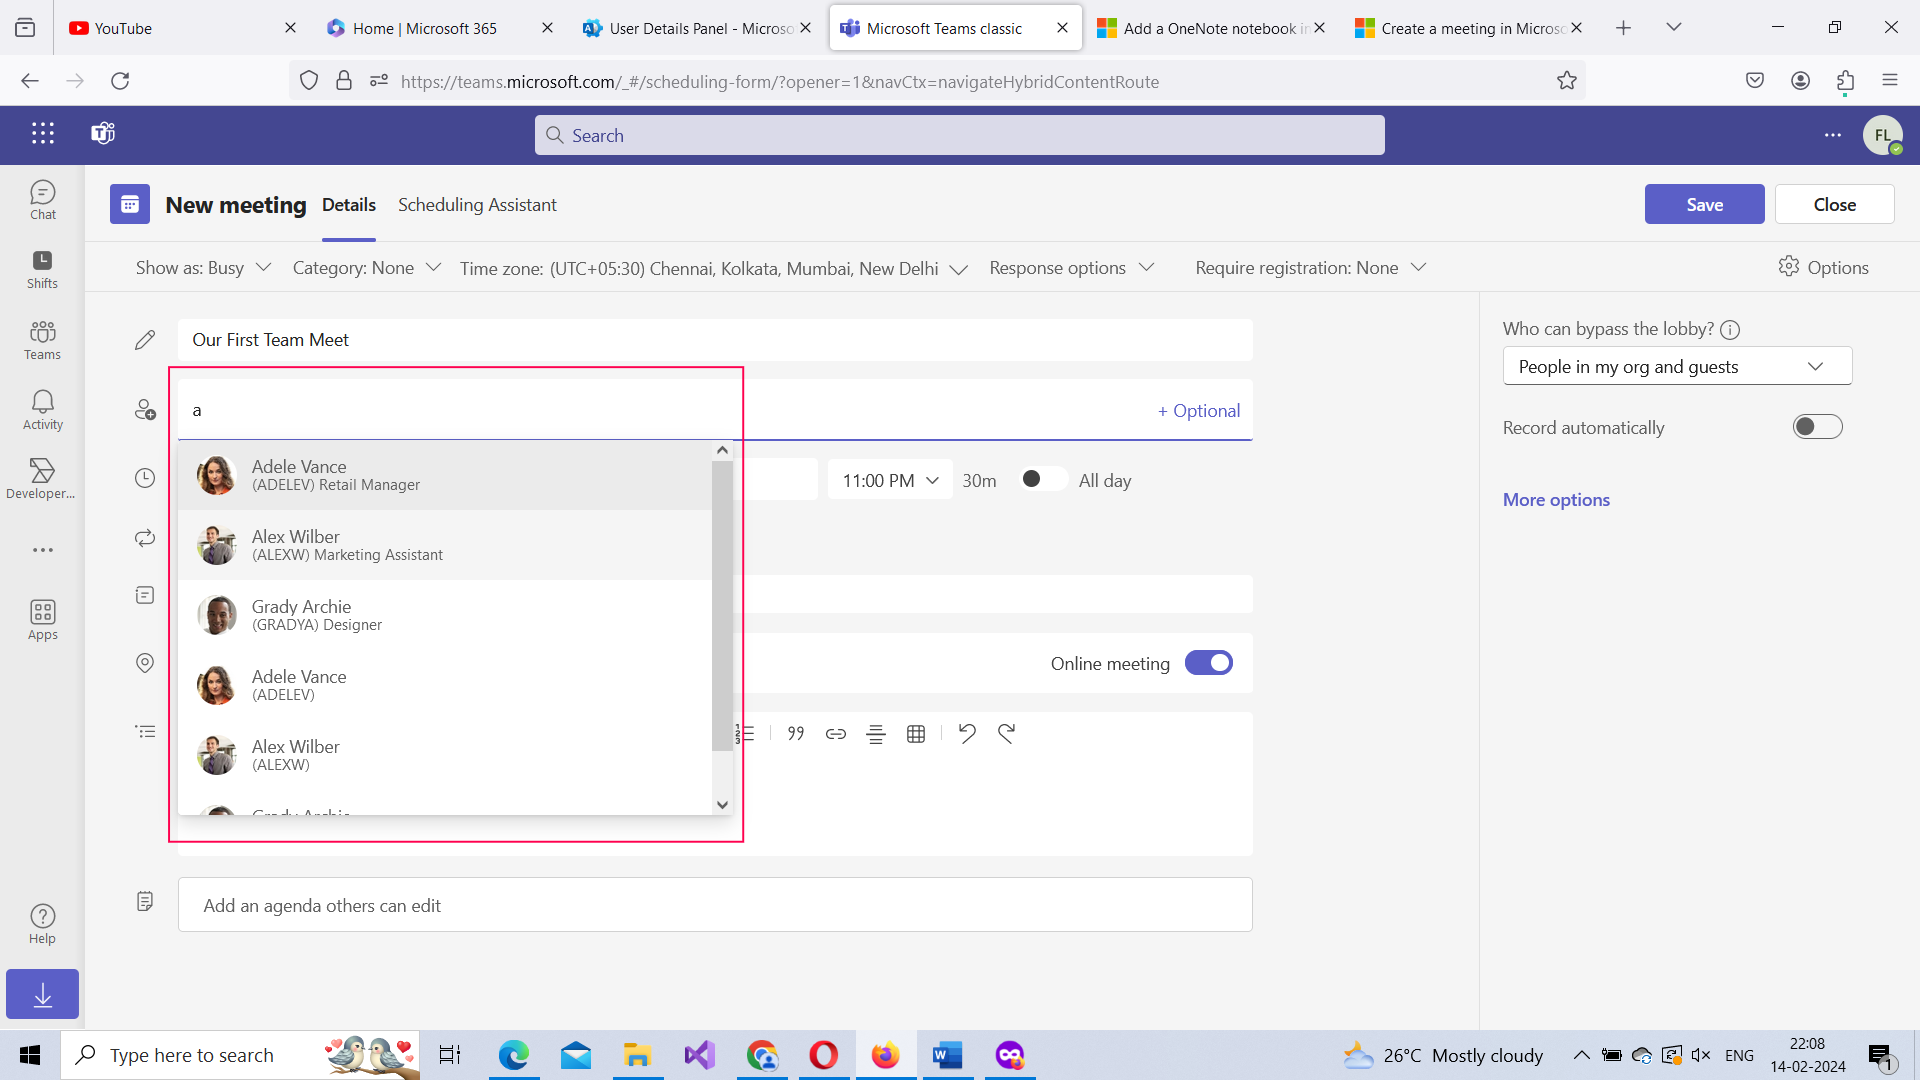 YouTube
Home | Microsoft 365
User Details Panel - Microso
Microsoft Teams classic
Add a OneNote notebook in
Create a meeting in Microso
https://teams.microsoft.com/_#/scheduling-form/?opener=1&navCtx=navigateHybridContentRoute
Search
FL
New meeting
Details
Scheduling Assistant
Save
Close
Show as: Busy
Category: None
Time zone: (UTC+05:30) Chennai, Kolkata, Mumbai, New Delhi
Response options
Require registration: None
Options
Chat
Shifts
Teams
Activity
Developer...
Apps
Help
Our First Team Meet
a
+ Optional
Adele Vance
(ADELEV) Retail Manager
Alex Wilber
(ALEXW) Marketing Assistant
Grady Archie
(GRADYA) Designer
Adele Vance
(ADELEV)
Alex Wilber
(ALEXW)
Grady Archie
11:00 PM
30m
All day
Online meeting
Add an agenda others can edit
Who can bypass the lobby?
People in my org and guests
Record automatically
More options
Type here to search
26°C Mostly cloudy
ENG
22:08
14-02-2024
1